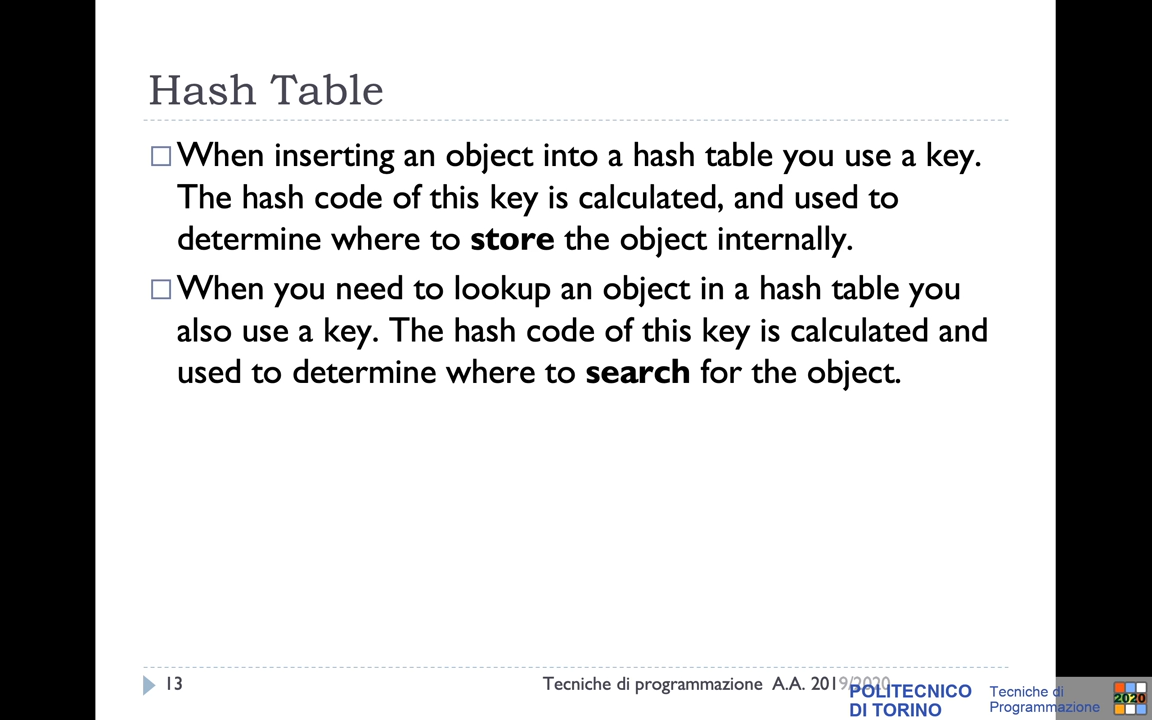 Hash Table
When inserting an object into a hash table you use a key.
The hash code of this key is calculated, and used to
determine where to store the object internally.
When you need to lookup an object in a hash table you
also use a key. The hash code of this key is calculated and
used to determine where to search for the object.
13
Tecniche di programmazione A.A. 2019/2020
POLITECNICO
DI TORINO
Tecniche di
Programmazione
2020